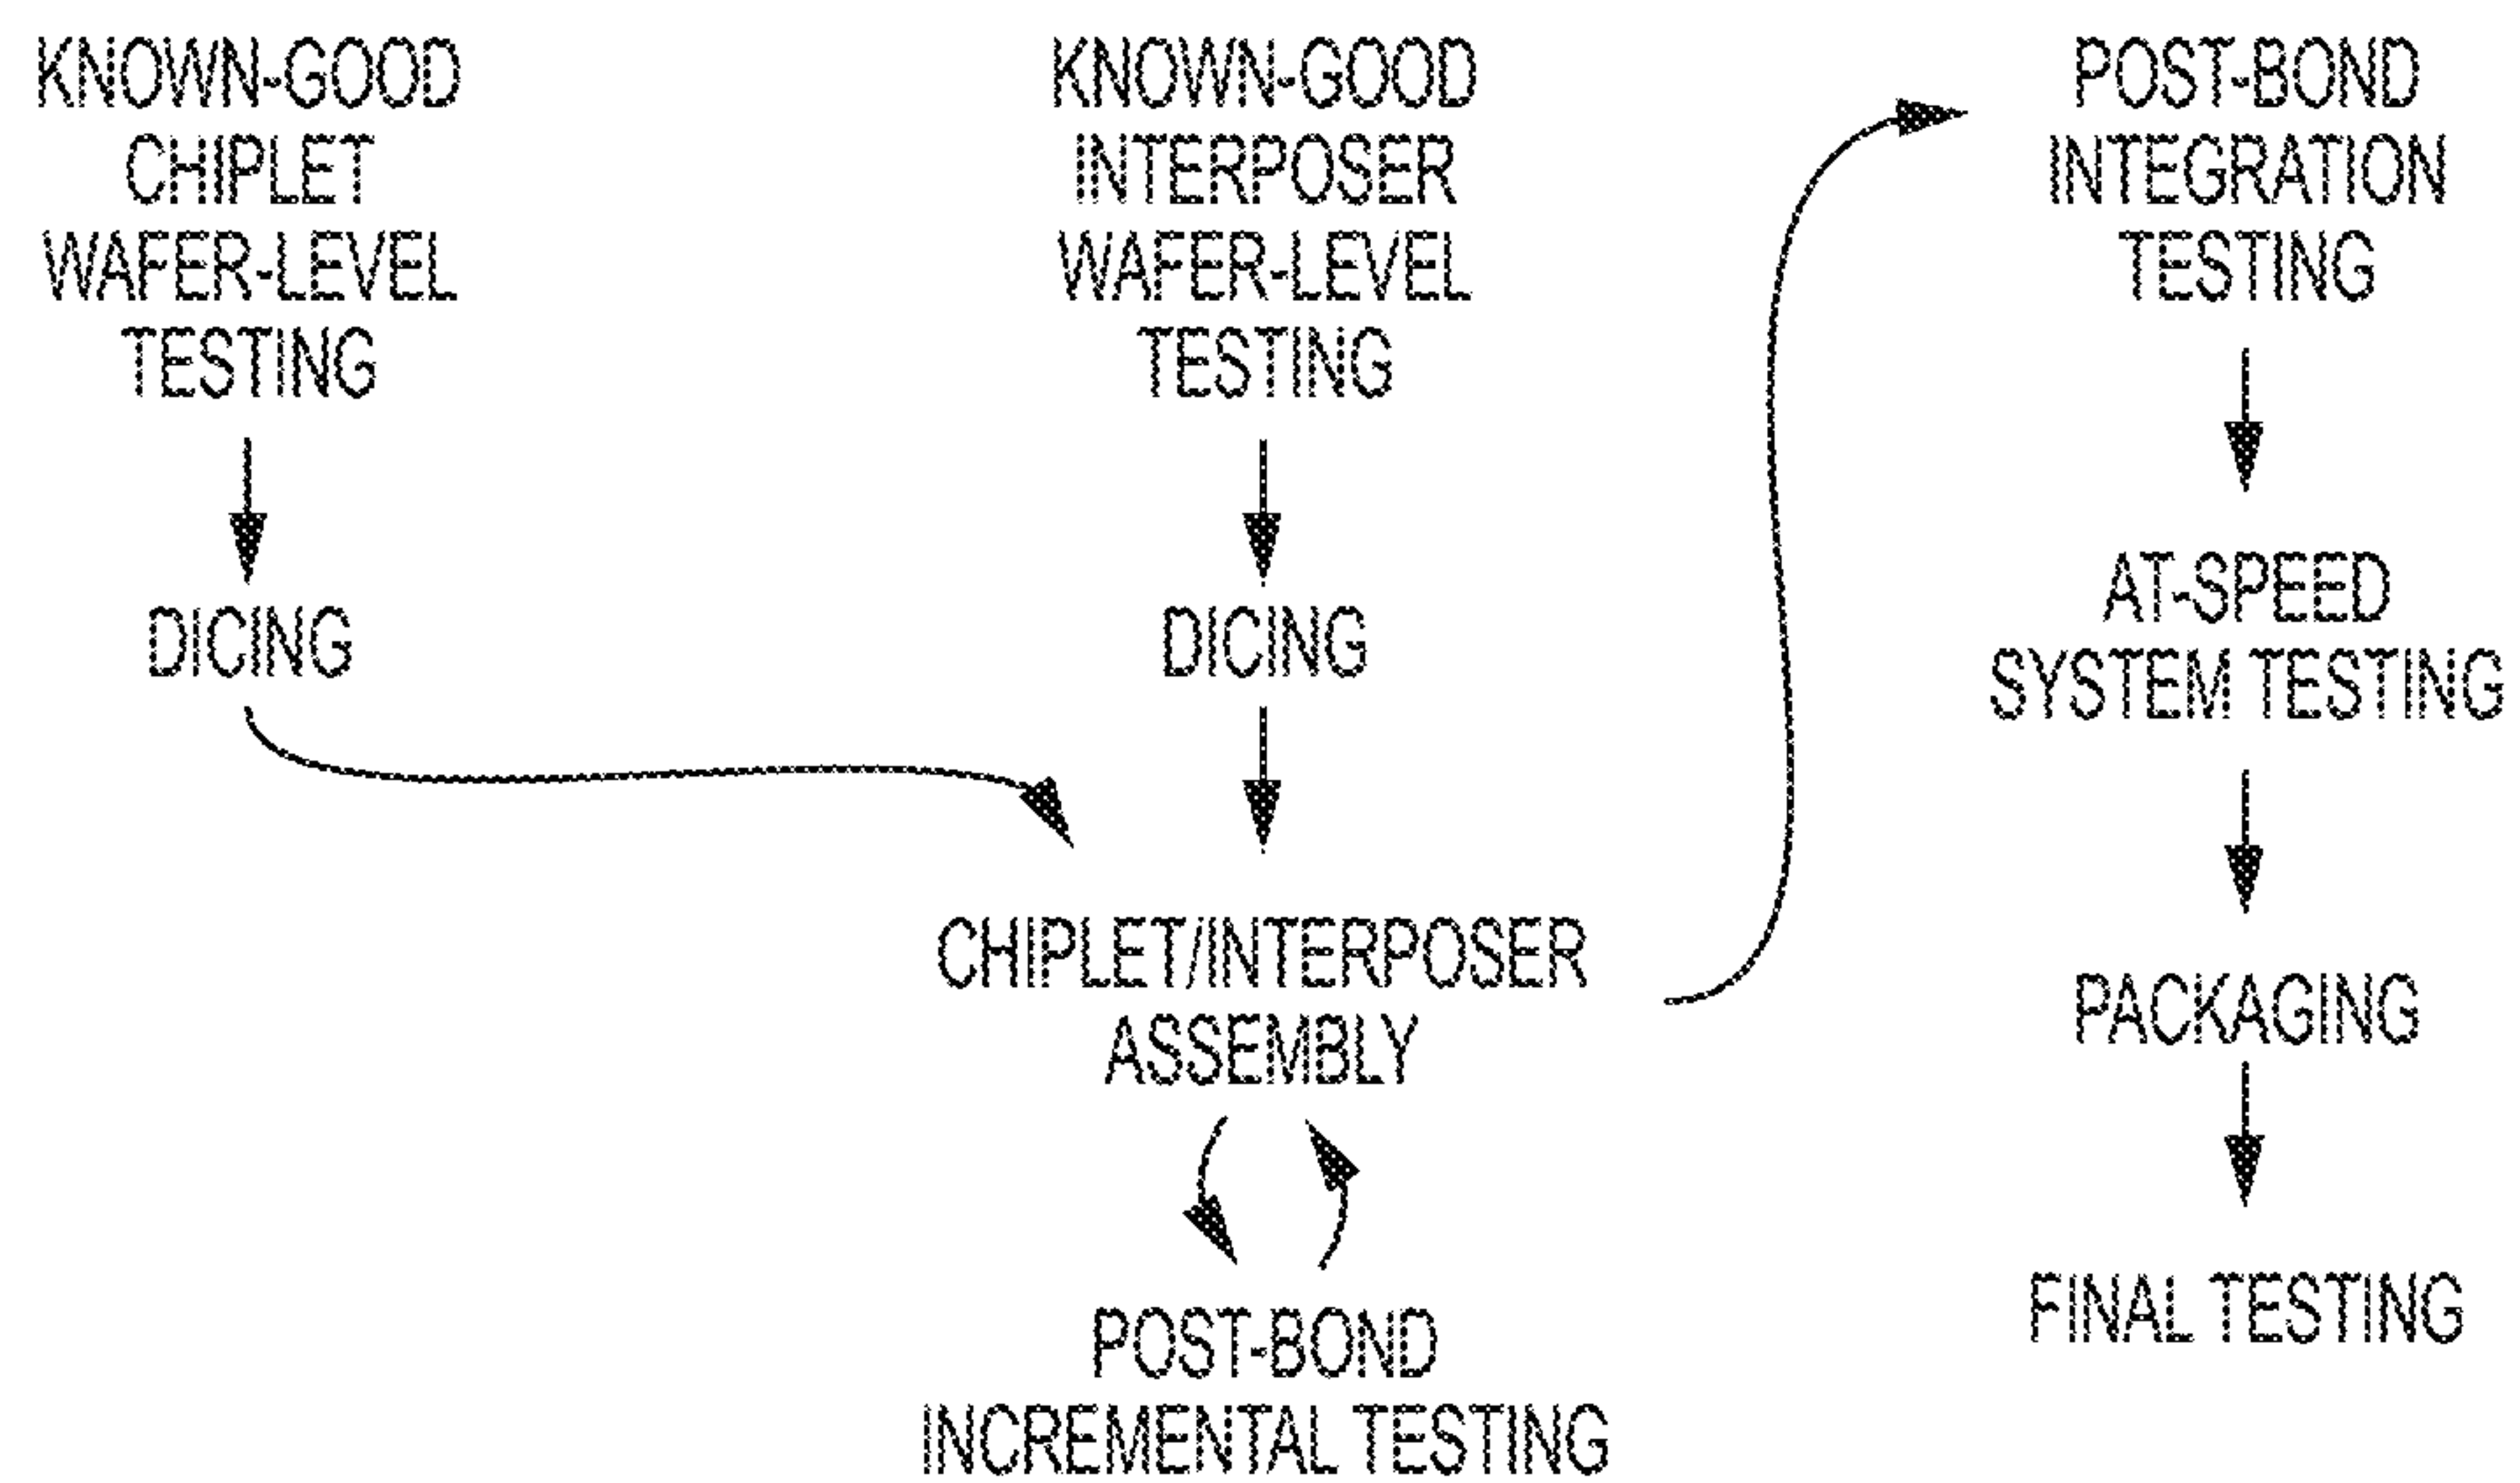 KNOWN-GOOD
CHIPLET
WAFER-LEVEL
TESTING
DICING
KNOWN-GOOD
INTERPOSER
WAFER-LEVEL
TESTING
DICING
CHIPLET/INTERPOSER
ASSEMBLY
POST-BOND
INCREMENTAL TESTING
POST-BOND
INTEGRATION
TESTING
AT-SPEED
SYSTEM TESTING
PACKAGING
FINAL TESTING